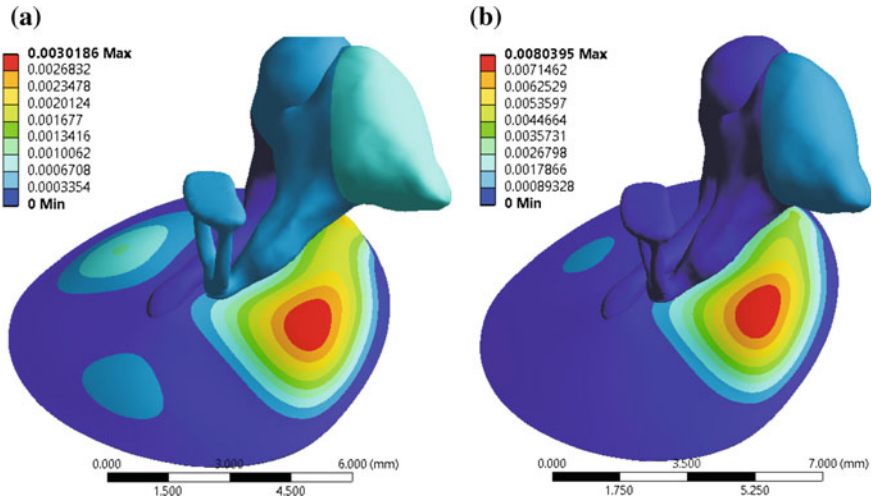 (a)
0.0030186 Max
0.0026832
0.0023478
0.0020124
0.001677
0.0013416
0.0010062
0.0006708
0.0003354
0 Min
0.000 3.000 6.000 (mm)
1.500 4.500
(b)
0.0080395 Max
0.0071462
0.0062529
0.0053597
0.0044664
0.0035731
0.0026798
0.0017866
0.00089328
0 Min
0.000 3.500 7.000 (mm)
1.750 5.250